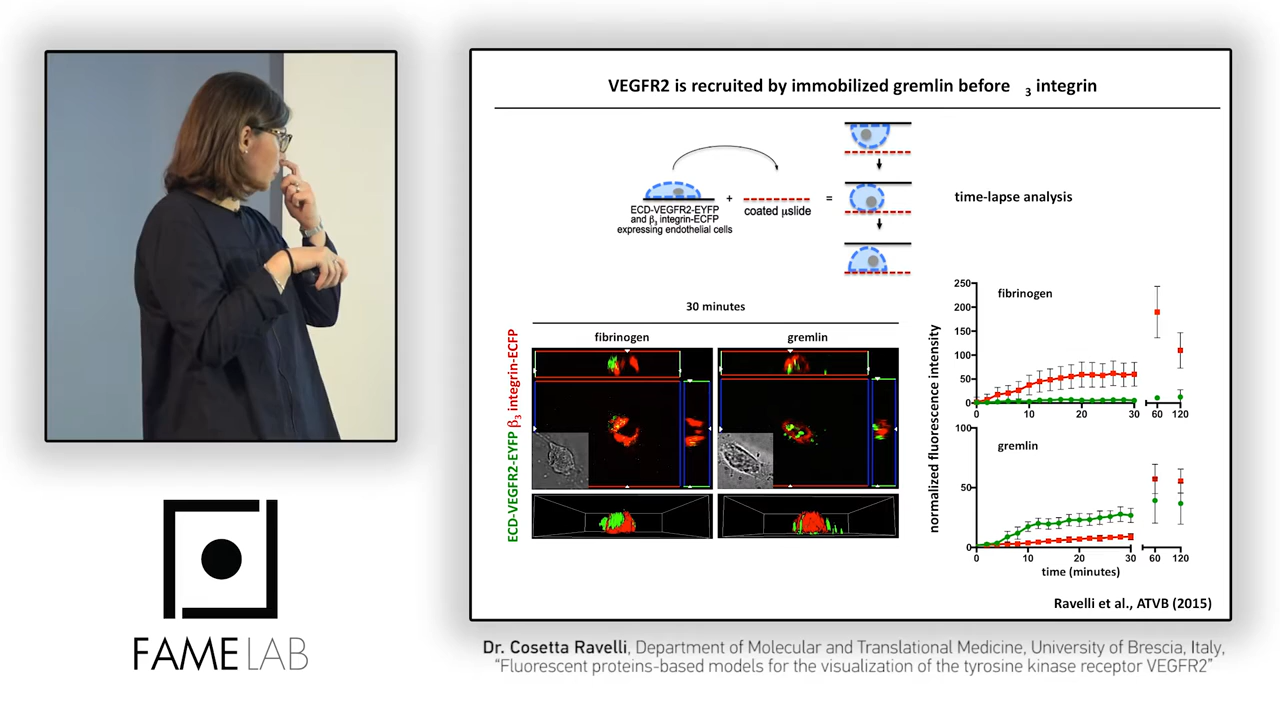 VEGFR2 is recruited by immobilized gremlin before 3 integrin
ECD-VEGFR2-EYFP
and β3 integrin-ECFP
expressing endothelial cells
+
coated µslide
=
time-lapse analysis
30 minutes
fibrinogen
gremlin
ECD-VEGFR2-EYFP β3 integrin-ECFP
normalized fluorescence intensity
250
200
150
100
50
0
fibrinogen
10
20
30
60
120
100
50
0
gremlin
0
10
20
30
60
120
time (minutes)
Ravelli et al., ATVB (2015)
FAMELAB
Dr. Cosetta Ravelli, Department of Molecular and Translational Medicine, University of Brescia, Italy,
“Fluorescent proteins-based models for the visualization of the tyrosine kinase receptor VEGFR2”